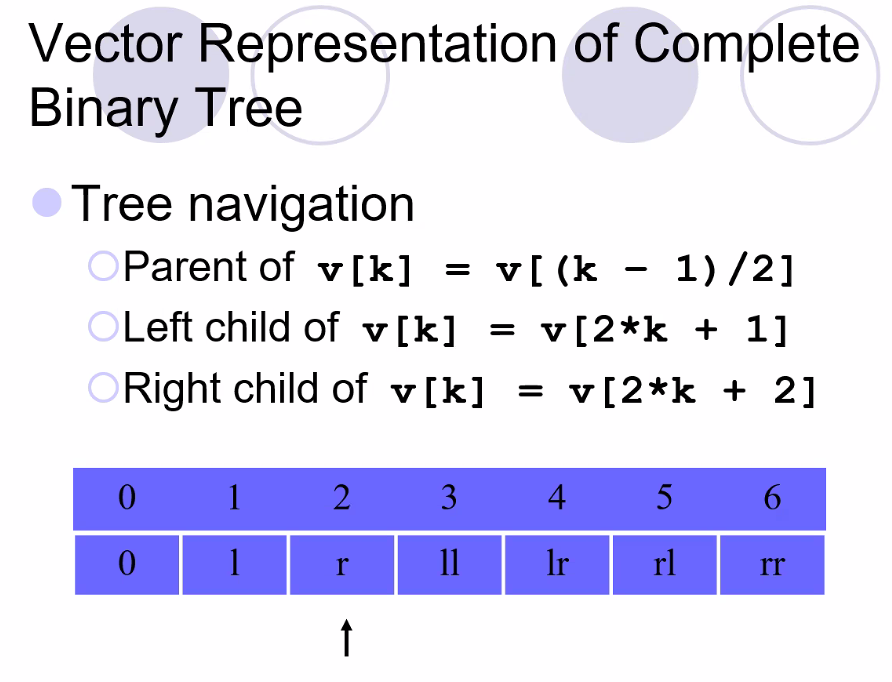 Vector Representation of Complete
Binary Tree
Tree navigation
Parent of v[k] = v[(k − 1)/2]
Left child of v[k] = v[2*k + 1]
Right child of v[k] = v[2*k + 2]
0 1 2 3 4 5 6
0 l r ll lr rl rr